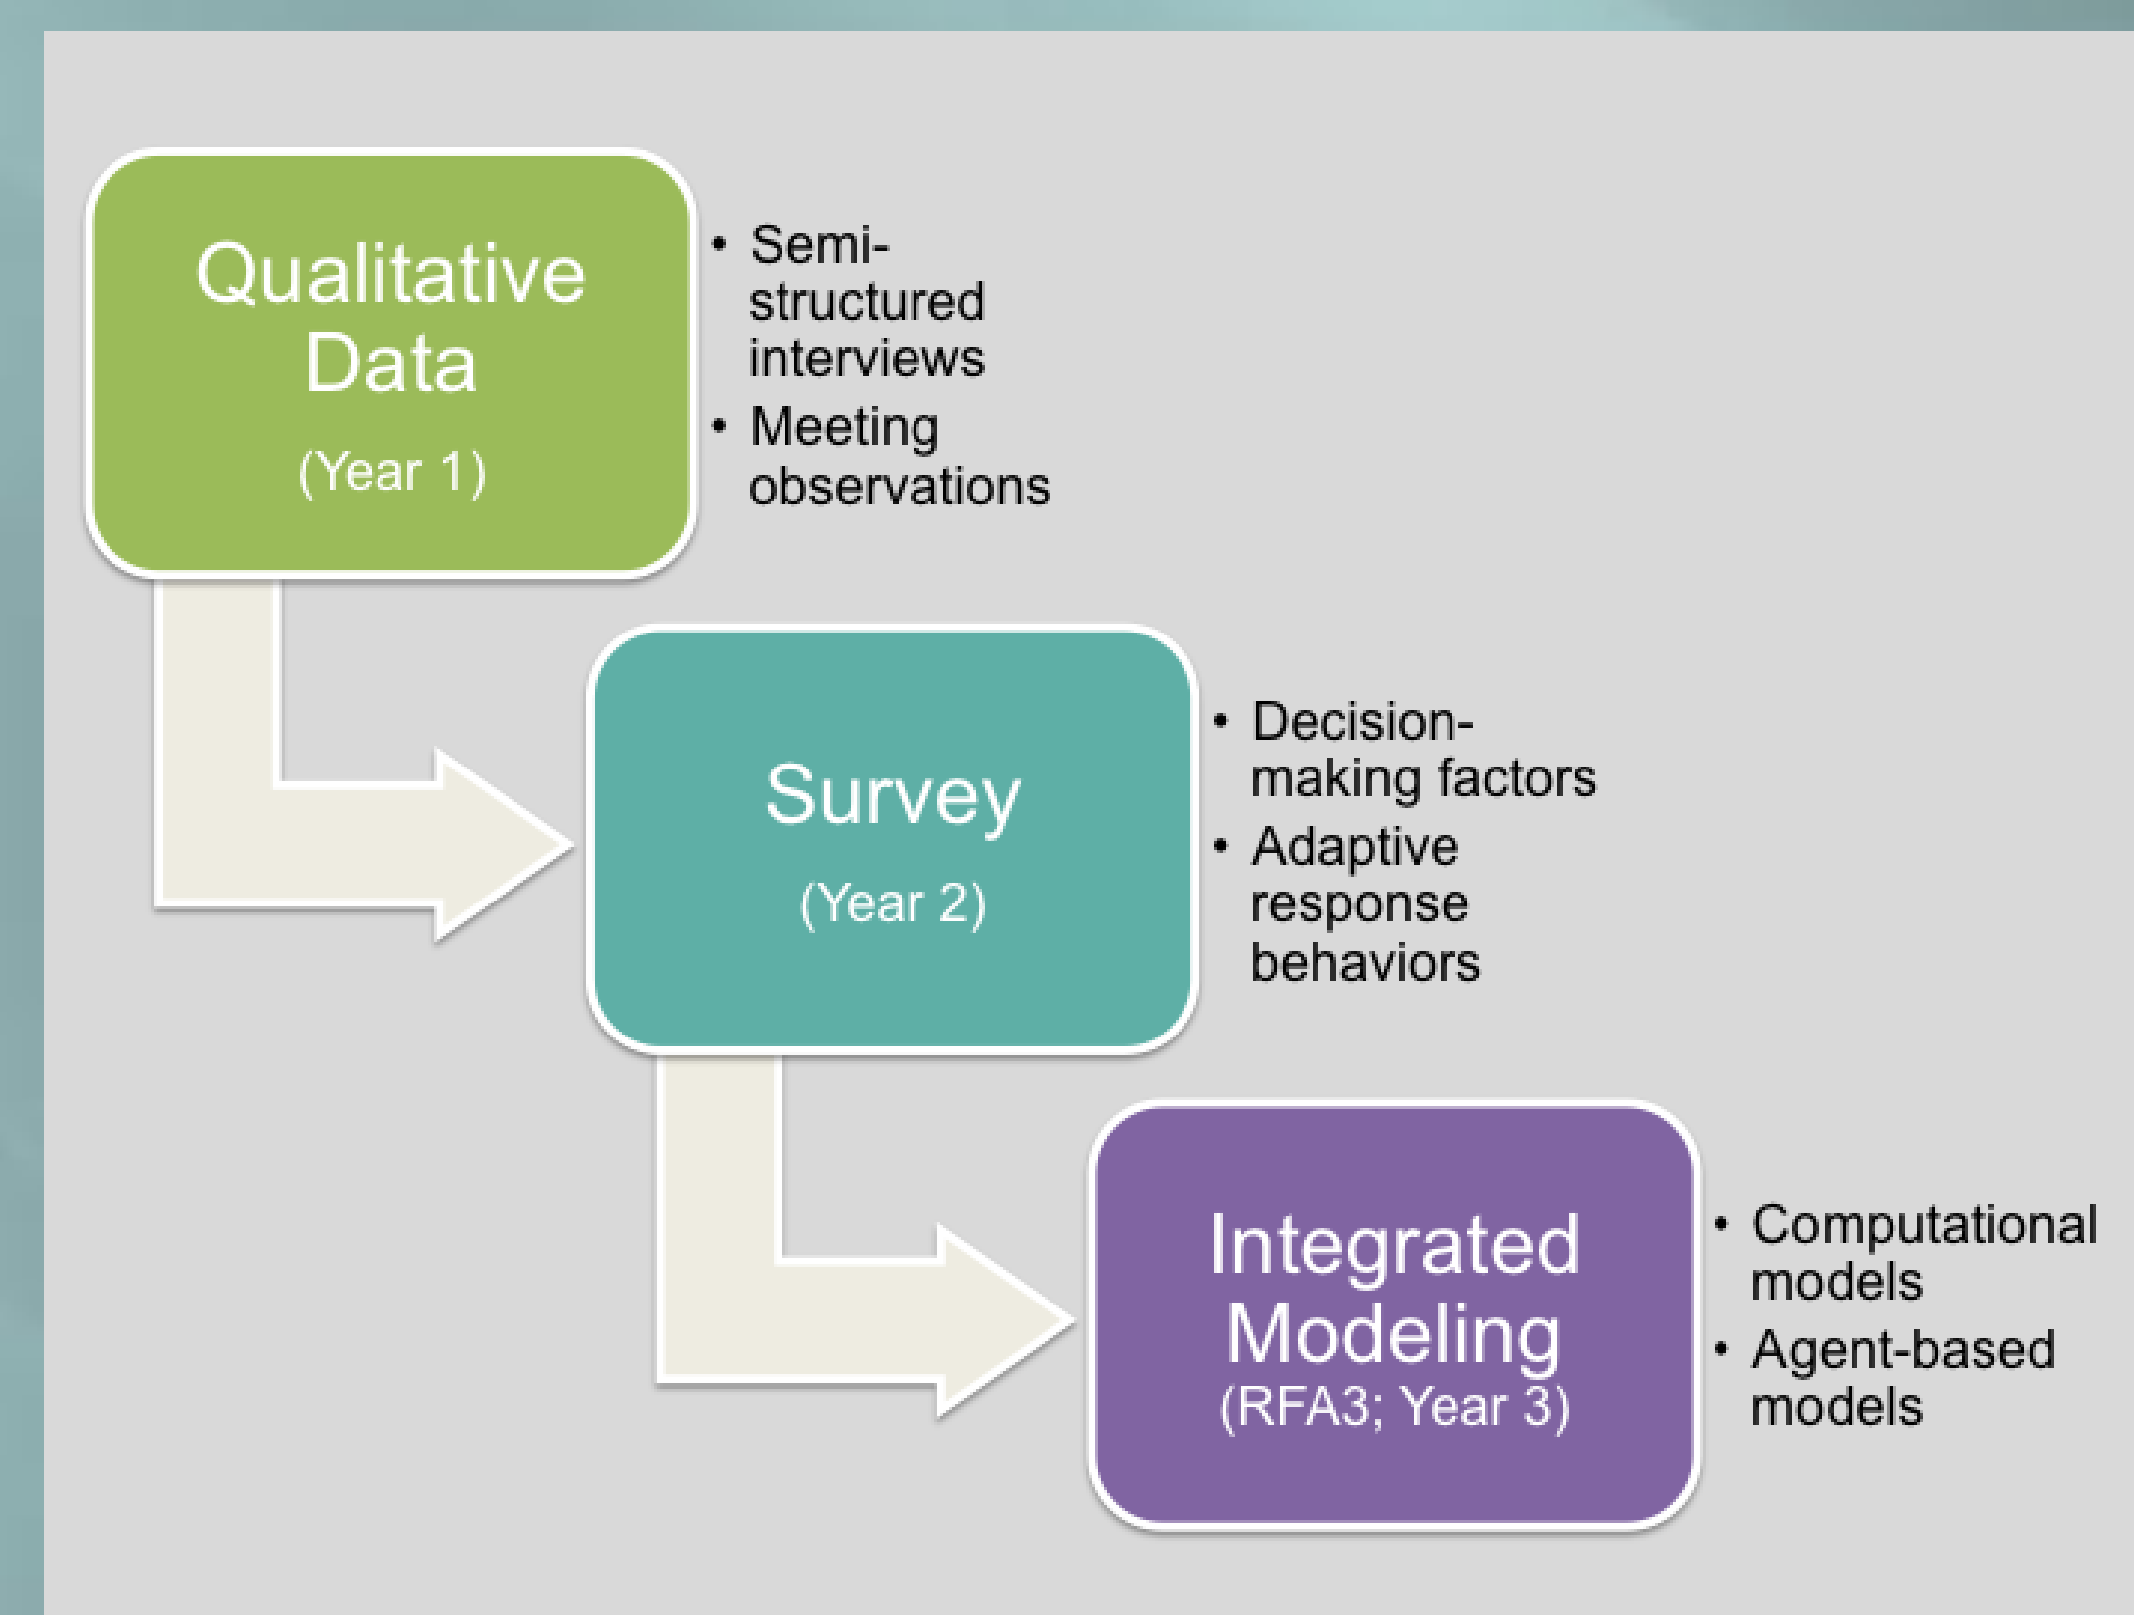 Qualitative
Data
(Year 1)
• Semi-
structured
interviews
• Meeting
observations
Survey
(Year 2)
• Decision-
making factors
• Adaptive
response
behaviors
Integrated
Modeling
(RFA3; Year 3)
• Computational
models
• Agent-based
models